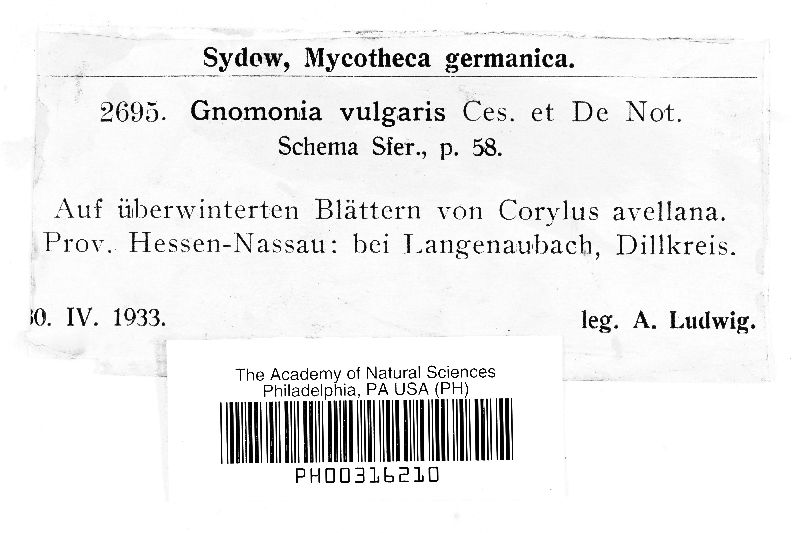 Sydow, Mycotheca germanica.
2695. Gnomonia vulgaris Ces. et De Not.
Schema Sfer., p. 58.
Auf überwinterten Blättern von Corylus avellana.
Prov. Hessen-Nassau: bei Langenaubach, Dillkreis.
30. IV. 1933. leg. A. Ludwig.
The Academy of Natural Sciences
Philadelphia, PA USA (PH)
PH00316210